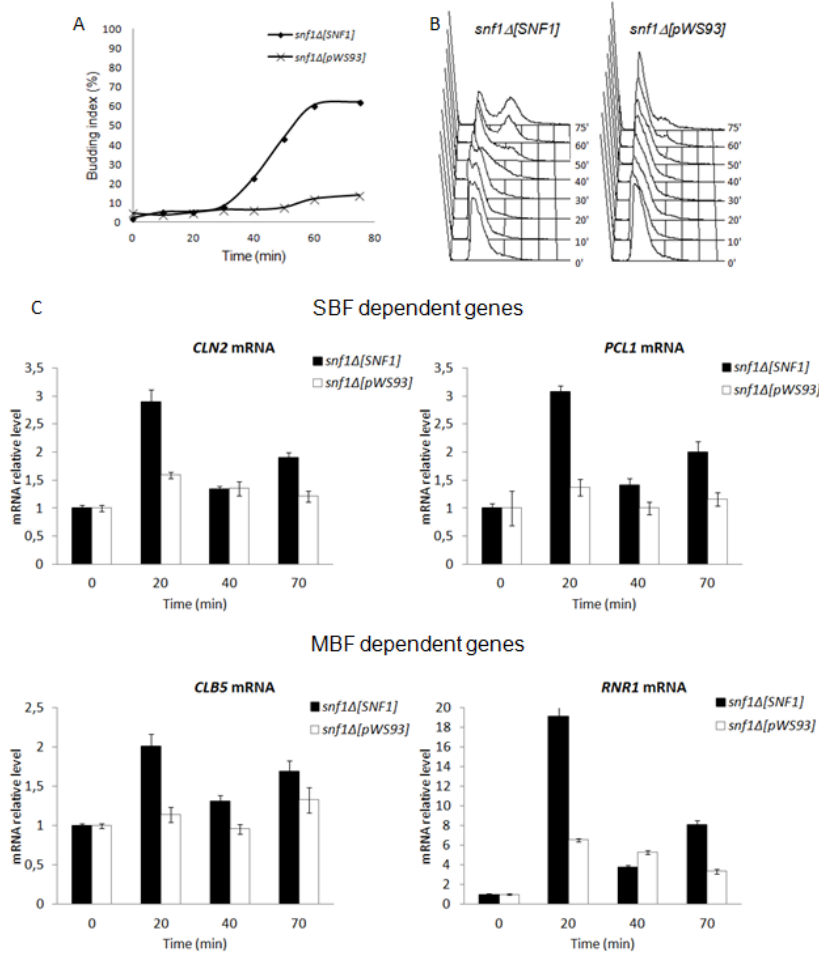 A
snf1Δ[SNF1]
snf1Δ[pWS93]
Budding index (%)
100
90
80
70
60
50
40
30
20
10
0
0 20 40 60 80
Time (min)
B
snf1Δ[SNF1]
snf1Δ[pWS93]
75'
60'
50'
40'
30'
20'
10'
0'
75'
60'
50'
40'
30'
20'
10'
0'
C
SBF dependent genes
CLN2 mRNA
snf1Δ[SNF1]
snf1Δ[pWS93]
mRNA relative level
3,5
3
2,5
2
1,5
1
0,5
0
0 20 40 70
Time (min)
PCL1 mRNA
snf1Δ[SNF1]
snf1Δ[pWS93]
mRNA relative level
3,5
3
2,5
2
1,5
1
0,5
0
0 20 40 70
Time (min)
MBF dependent genes
CLB5 mRNA
snf1Δ[SNF1]
snf1Δ[pWS93]
mRNA relative level
2,5
2
1,5
1
0,5
0
0 20 40 70
Time (min)
RNR1 mRNA
snf1Δ[SNF1]
snf1Δ[pWS93]
mRNA relative level
20
18
16
14
12
10
8
6
4
2
0
0 20 40 70
Time (min)